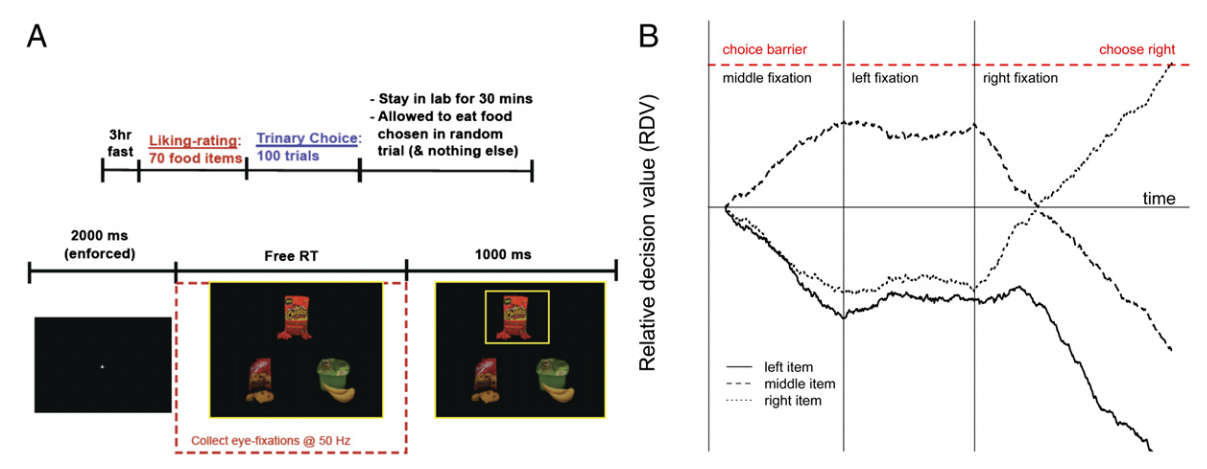 A
3hr
fast
Liking-rating:
70 food items
Trinary Choice:
100 trials
- Stay in lab for 30 mins
- Allowed to eat food
chosen in random
trial (& nothing else)
2000 ms
(enforced)
Free RT
1000 ms
Collect eye-fixations @ 50 Hz
B
Relative decision value (RDV)
choice barrier
choose right
middle fixation
left fixation
right fixation
time
left item
middle item
right item